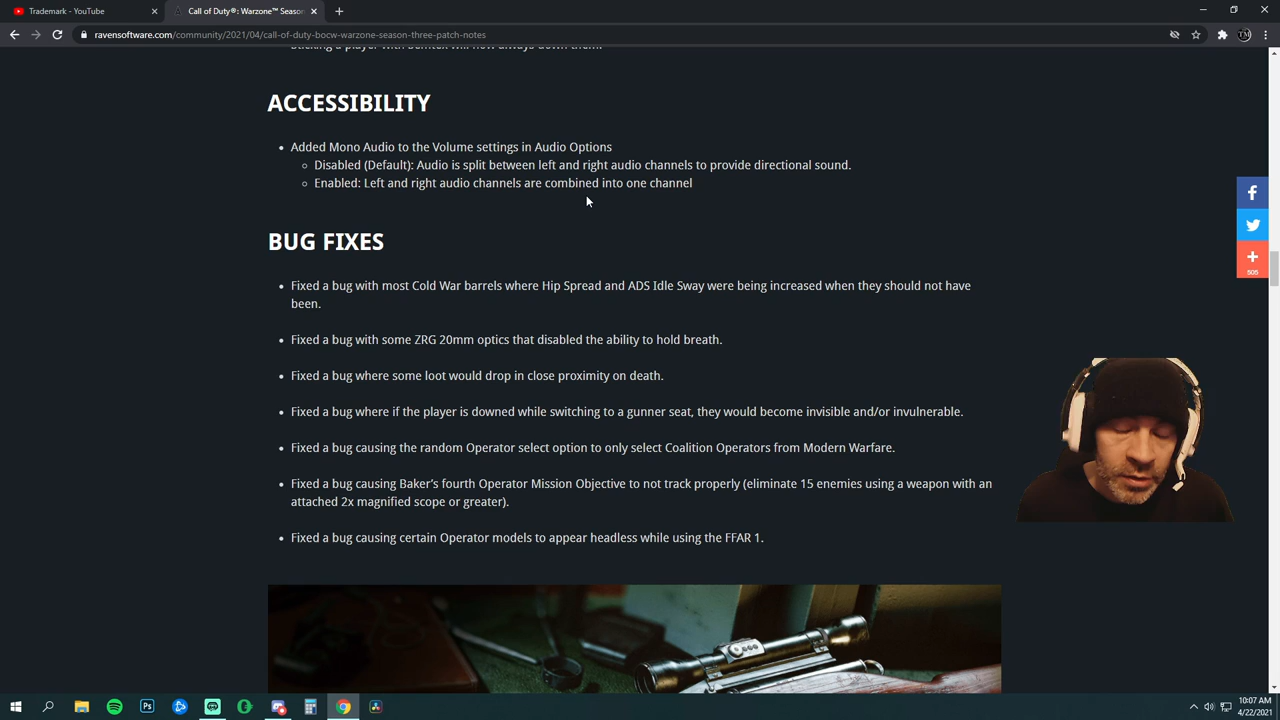 Trademark - YouTube
Call of Duty®: Warzone™ Season
ravensoftware.com/community/2021/04/call-of-duty-bocw-warzone-season-three-patch-notes
TM
Sticking a player with Semtex will now always down them.
ACCESSIBILITY
Added Mono Audio to the Volume settings in Audio Options
Disabled (Default): Audio is split between left and right audio channels to provide directional sound.
Enabled: Left and right audio channels are combined into one channel
505
BUG FIXES
Fixed a bug with most Cold War barrels where Hip Spread and ADS Idle Sway were being increased when they should not have
been.
Fixed a bug with some ZRG 20mm optics that disabled the ability to hold breath.
Fixed a bug where some loot would drop in close proximity on death.
Fixed a bug where if the player is downed while switching to a gunner seat, they would become invisible and/or invulnerable.
Fixed a bug causing the random Operator select option to only select Coalition Operators from Modern Warfare.
Fixed a bug causing Baker’s fourth Operator Mission Objective to not track properly (eliminate 15 enemies using a weapon with an
attached 2x magnified scope or greater).
Fixed a bug causing certain Operator models to appear headless while using the FFAR 1.
Ps
10:07 AM
4/22/2021